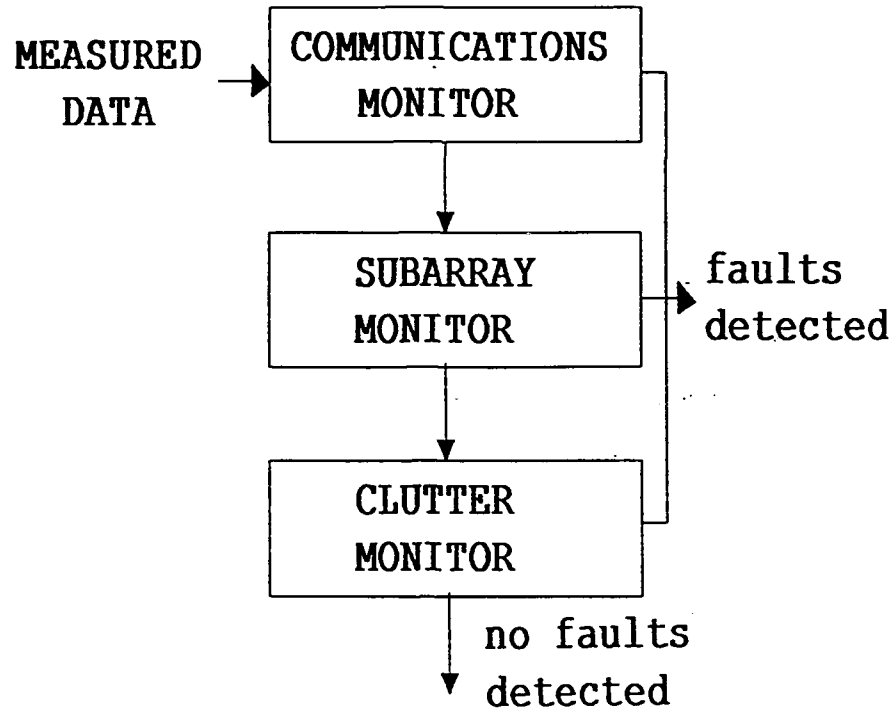 MEASURED
DATA
COMMUNICATIONS
MONITOR
SUBARRAY
MONITOR
faults
detected
CLUTTER
MONITOR
no faults
detected